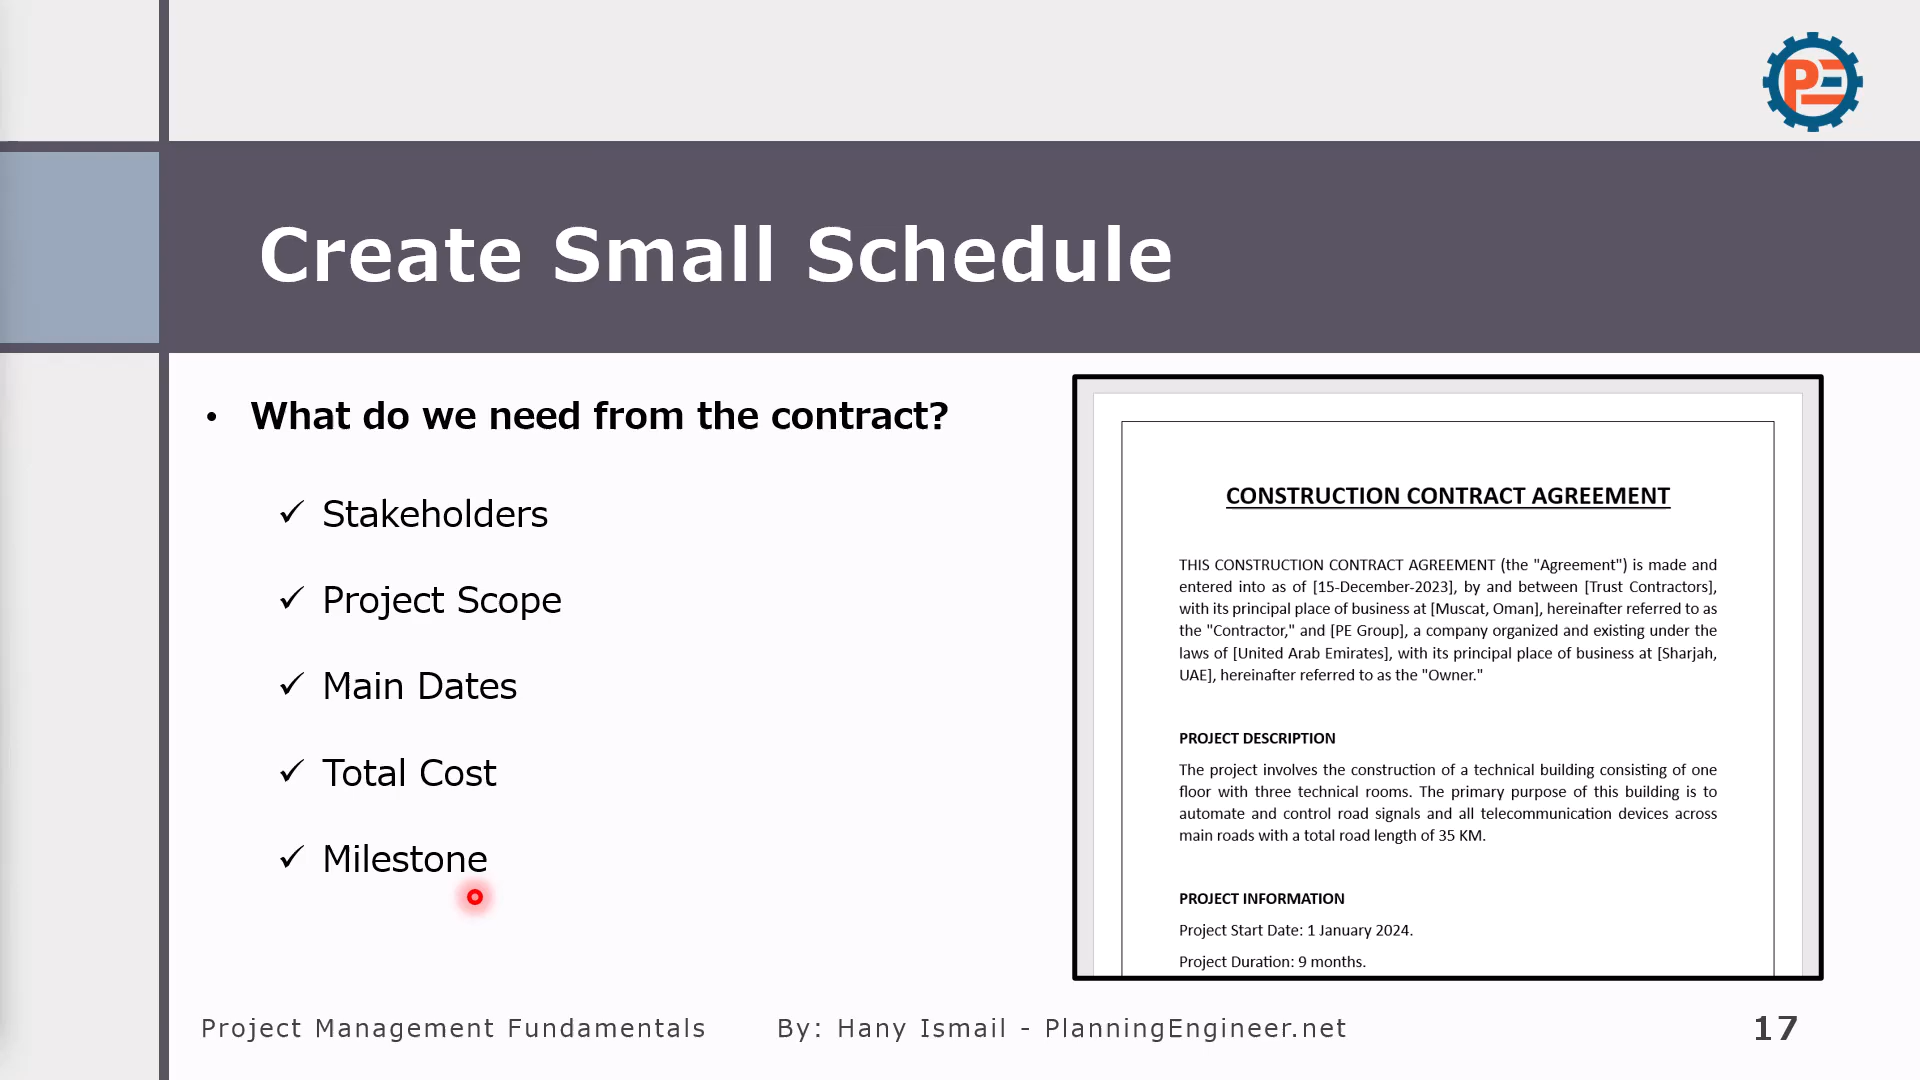 PE
Create Small Schedule
• What do we need from the contract?
✓ Stakeholders
✓ Project Scope
✓ Main Dates
✓ Total Cost
✓ Milestone
CONSTRUCTION CONTRACT AGREEMENT
THIS CONSTRUCTION CONTRACT AGREEMENT (the "Agreement") is made and
entered into as of [15-December-2023], by and between [Trust Contractors],
with its principal place of business at [Muscat, Oman], hereinafter referred to as
the "Contractor," and [PE Group], a company organized and existing under the
laws of [United Arab Emirates], with its principal place of business at [Sharjah,
UAE], hereinafter referred to as the "Owner."
PROJECT DESCRIPTION
The project involves the construction of a technical building consisting of one
floor with three technical rooms. The primary purpose of this building is to
automate and control road signals and all telecommunication devices across
main roads with a total road length of 35 KM.
PROJECT INFORMATION
Project Start Date: 1 January 2024.
Project Duration: 9 months.
Project Management Fundamentals By: Hany Ismail - PlanningEngineer.net 17